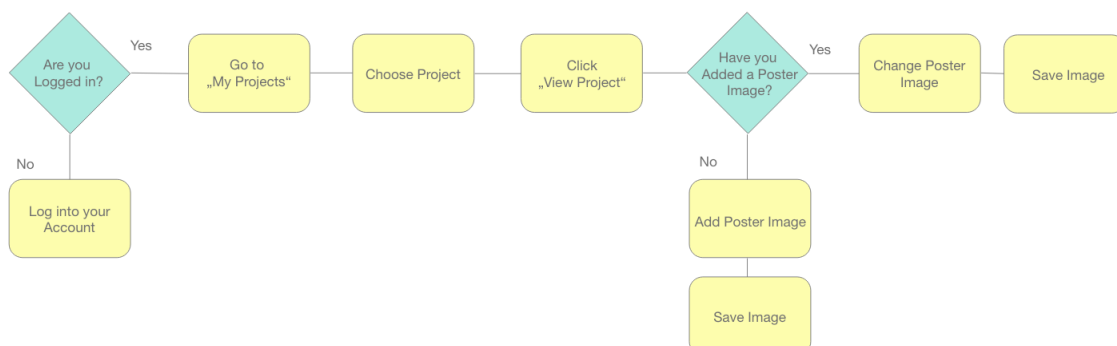 Are you
Logged in?
Yes
Go to
„My Projects“
Choose Project
Click
„View Project“
Have you
Added a Poster
Image?
Yes
Change Poster
Image
Save Image
No
Log into your
Account
No
Add Poster Image
Save Image